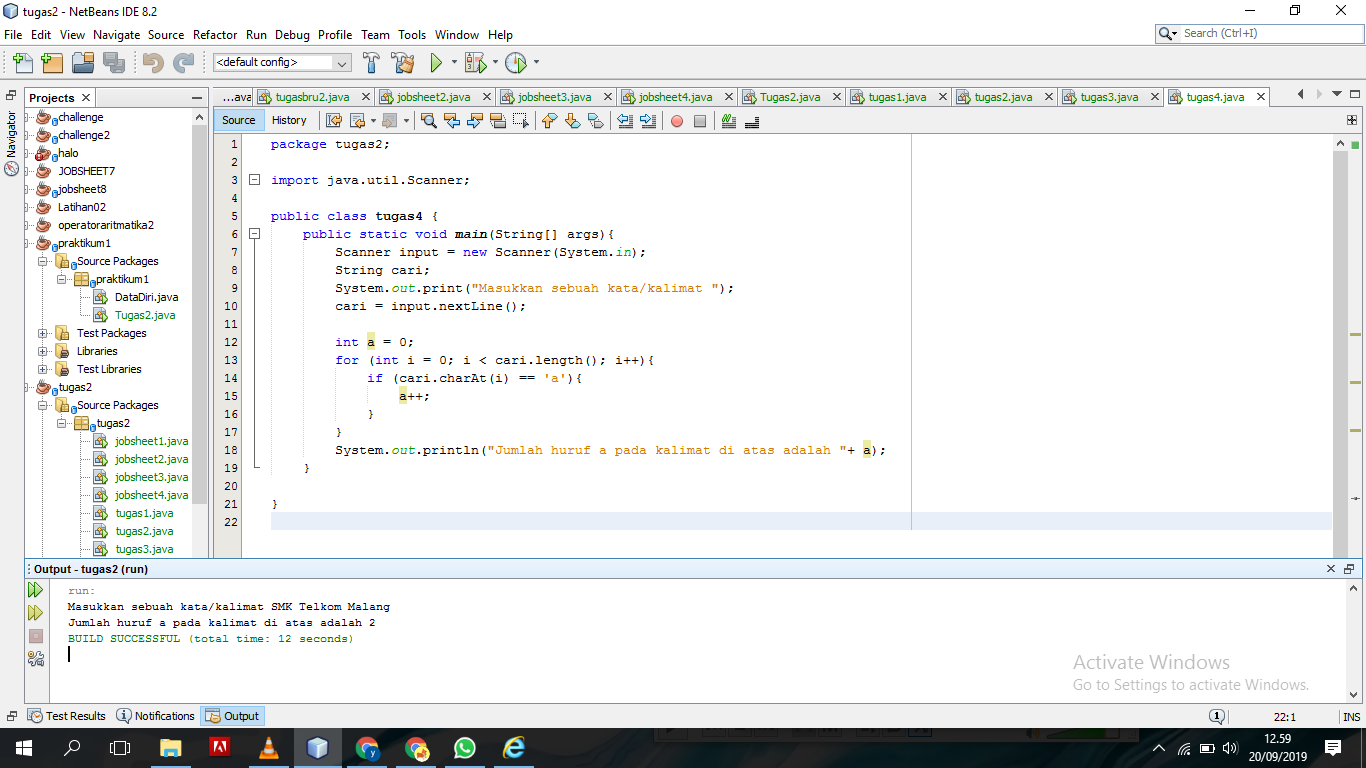 tugas2 - NetBeans IDE 8.2
File Edit View Navigate Source Refactor Run Debug Profile Team Tools Window Help
Search (Ctrl+I)
<default config>
Projects
...ava tugasbru2.java jobsheet2.java jobsheet3.java jobsheet4.java Tugas2.java tugas1.java tugas2.java tugas3.java tugas4.java
Navigator
Source History
challenge
challenge2
halo
JOBSHEET7
jobsheet8
Latihan02
operatoraritmatika2
praktikum1
Source Packages
praktikum1
DataDiri.java
Tugas2.java
Test Packages
Libraries
Test Libraries
tugas2
Source Packages
tugas2
jobsheet1.java
jobsheet2.java
jobsheet3.java
jobsheet4.java
tugas1.java
tugas2.java
tugas3.java
1 package tugas2;
2
3 import java.util.Scanner;
4
5 public class tugas4 {
6 public static void main(String[] args){
7 Scanner input = new Scanner(System.in);
8 String cari;
9 System.out.print("Masukkan sebuah kata/kalimat ");
10 cari = input.nextLine();
11
12 int a = 0;
13 for (int i = 0; i < cari.length(); i++){
14 if (cari.charAt(i) == 'a'){
15 a++;
16 }
17 }
18 System.out.println("Jumlah huruf a pada kalimat di atas adalah "+ a);
19 }
20
21 }
22
Output - tugas2 (run)
run:
Masukkan sebuah kata/kalimat SMK Telkom Malang
Jumlah huruf a pada kalimat di atas adalah 2
BUILD SUCCESSFUL (total time: 12 seconds)
Activate Windows
Go to Settings to activate Windows.
Test Results Notifications Output
1
22:1
INS
12.59
20/09/2019